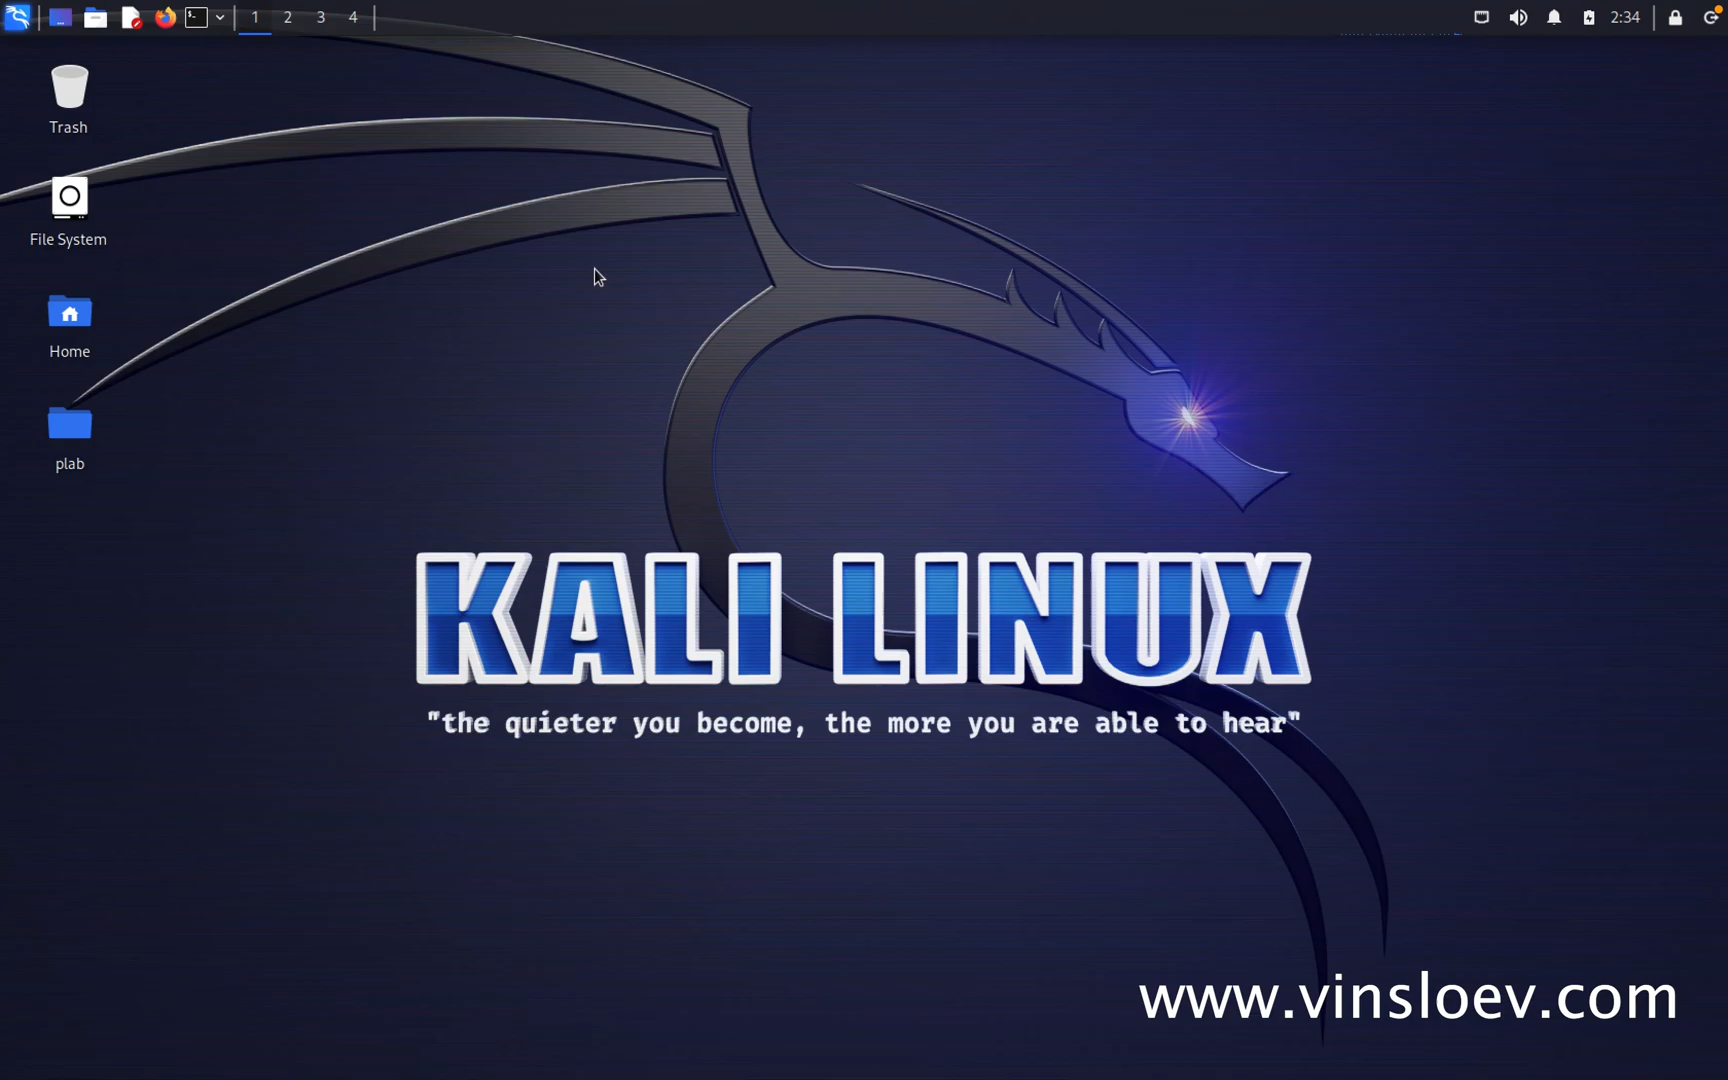 1 2 3 4
2:34
Trash
File System
Home
plab
KALI LINUX
"the quieter you become, the more you are able to hear"
www.vinsloev.com